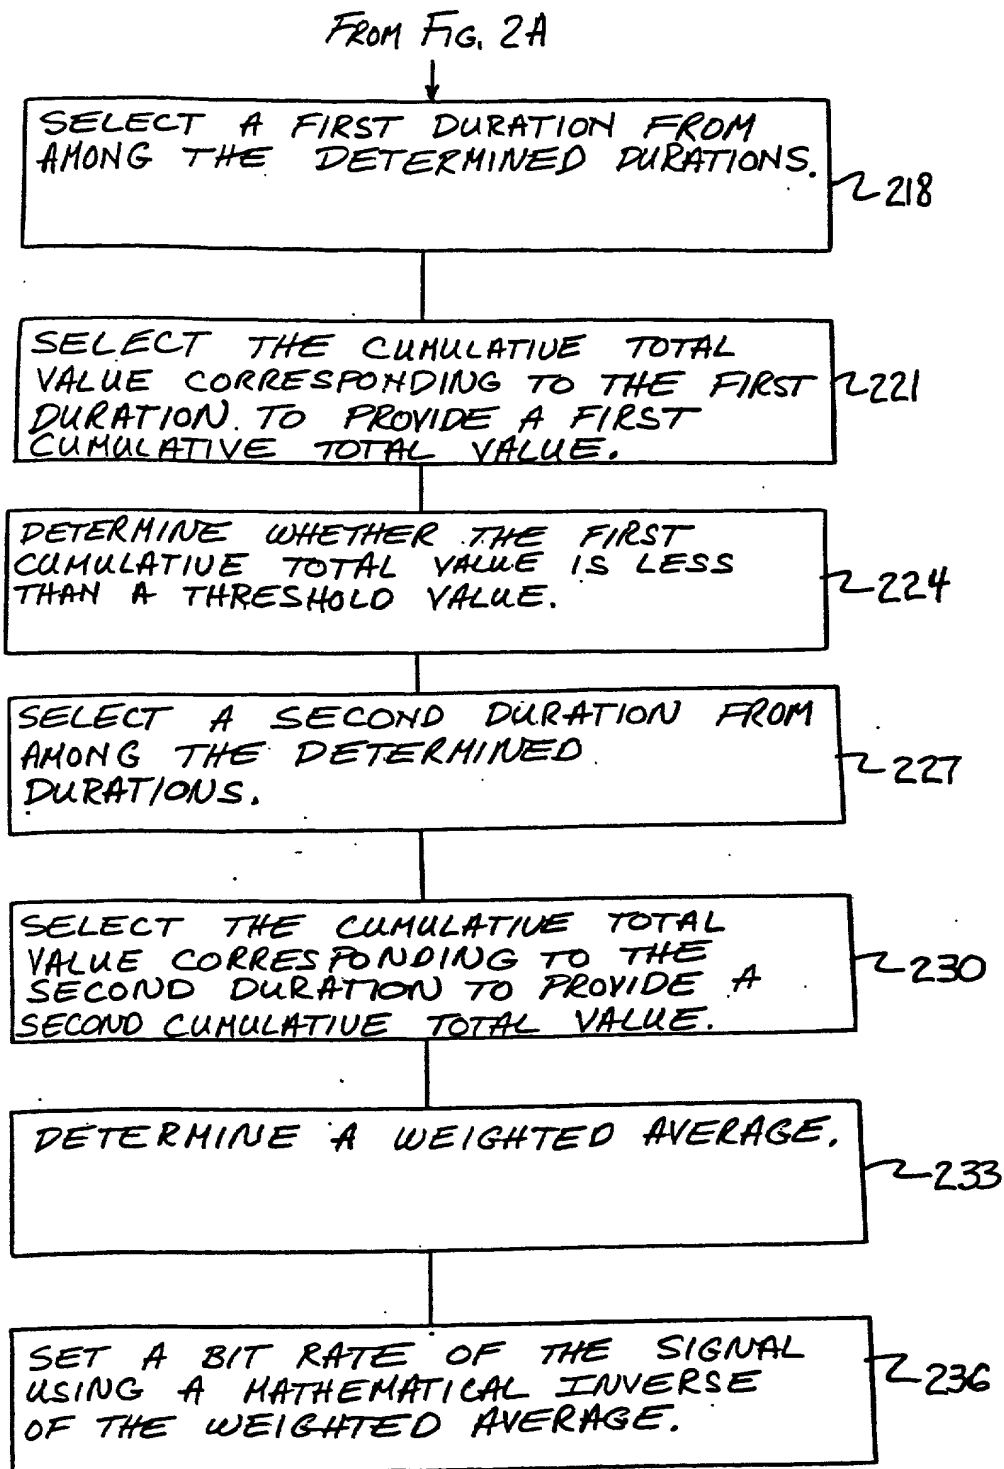 FROM FIG. 2A
SELECT A FIRST DURATION FROM
AMONG THE DETERMINED DURATIONS.
218
SELECT THE CUMULATIVE TOTAL
VALUE CORRESPONDING TO THE FIRST
DURATION TO PROVIDE A FIRST
CUMULATIVE TOTAL VALUE.
221
DETERMINE WHETHER THE FIRST
CUMULATIVE TOTAL VALUE IS LESS
THAN A THRESHOLD VALUE.
224
SELECT A SECOND DURATION FROM
AMONG THE DETERMINED
DURATIONS.
227
SELECT THE CUMULATIVE TOTAL
VALUE CORRESPONDING TO THE
SECOND DURATION TO PROVIDE A
SECOND CUMULATIVE TOTAL VALUE.
230
DETERMINE A WEIGHTED AVERAGE.
233
SET A BIT RATE OF THE SIGNAL
USING A MATHEMATICAL INVERSE
OF THE WEIGHTED AVERAGE.
236